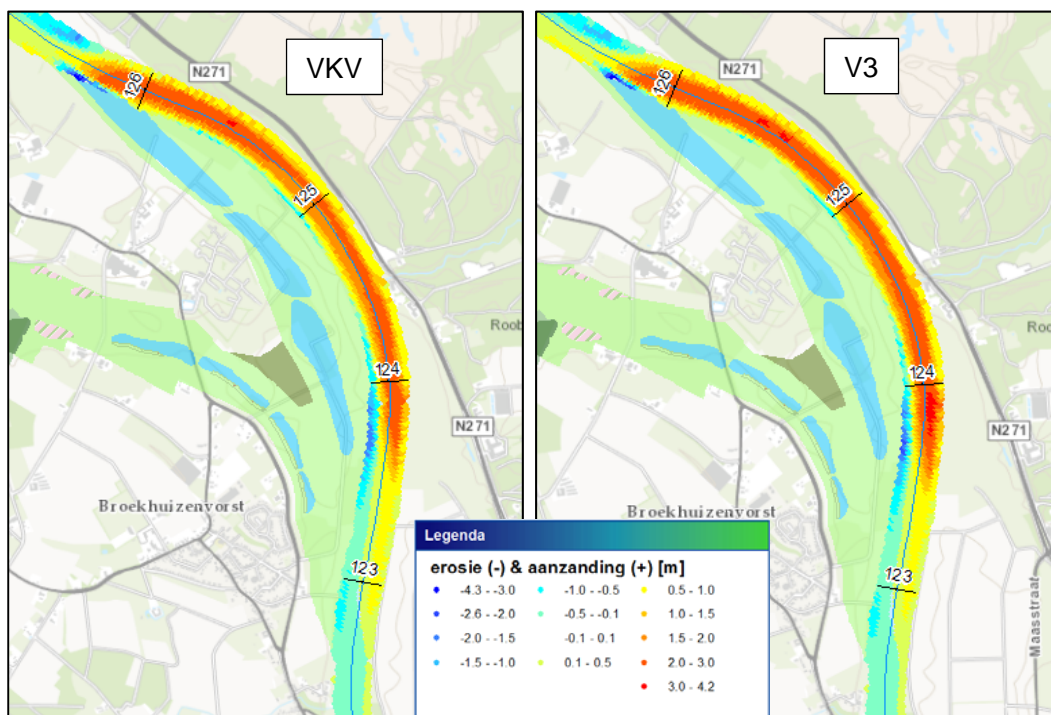 VKV
N271
126
125
Roob
124
N271
Broekhuizenvorst
123
V3
N271
126
125
Roo
124
N271
Broekhuizenvorst
123
Maasstraat
Legenda
erosie (-) & aanzanding (+) [m]
-4.3 - -3.0
-2.6 - -2.0
-2.0 - -1.5
-1.5 - -1.0
-1.0 - -0.5
-0.5 - -0.1
-0.1 - 0.1
0.1 - 0.5
0.5 - 1.0
1.0 - 1.5
1.5 - 2.0
2.0 - 3.0
3.0 - 4.2